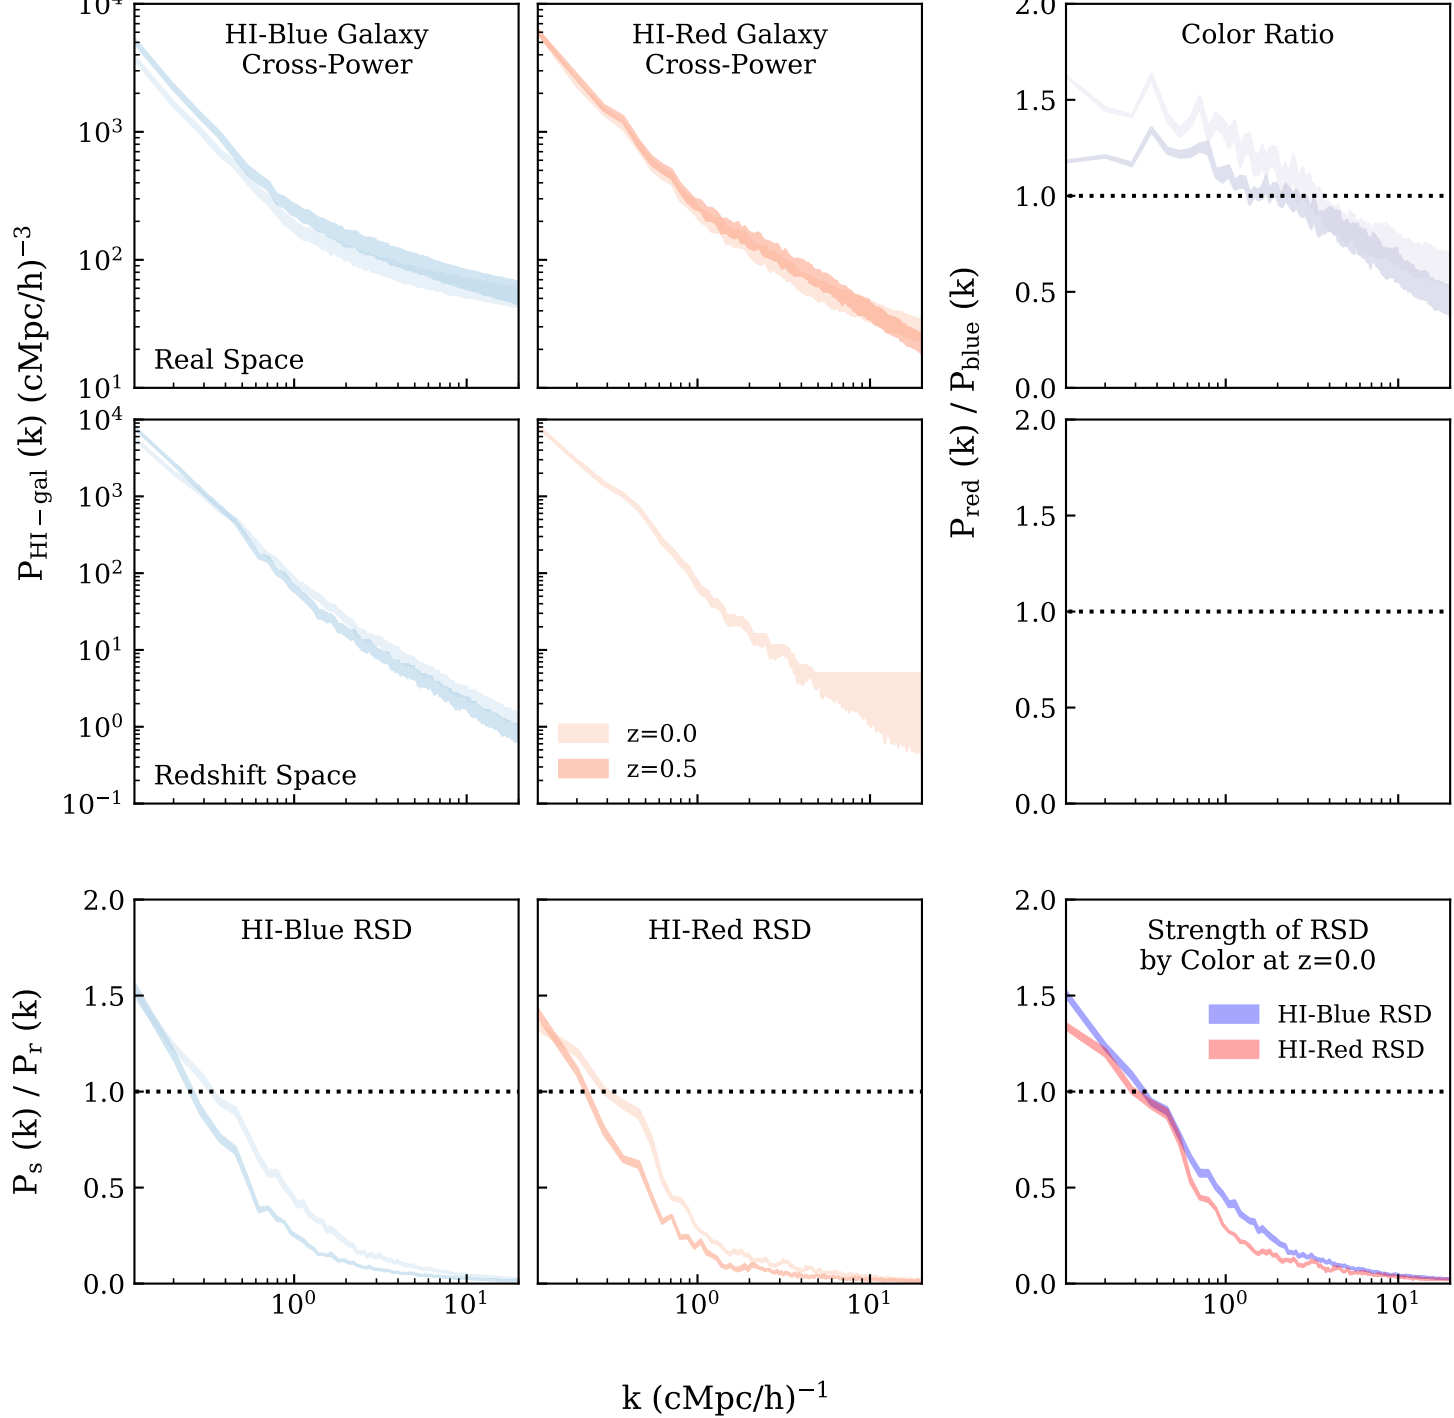 HI-Blue Galaxy
Cross-Power
HI-Red Galaxy
Cross-Power
Color Ratio
10⁴
10³
10²
10¹
Real Space
2.0
1.5
1.0
0.5
0.0
P_HI−gal (k) (cMpc/h)⁻³
P_red (k) / P_blue (k)
10⁴
10³
10²
10¹
10⁰
10⁻¹
Redshift Space
z=0.0
z=0.5
2.0
1.5
1.0
0.5
0.0
P_s (k) / P_r (k)
2.0
1.5
1.0
0.5
0.0
HI-Blue RSD
HI-Red RSD
2.0
1.5
1.0
0.5
0.0
Strength of RSD
by Color at z=0.0
HI-Blue RSD
HI-Red RSD
10⁰ 10¹
10⁰ 10¹
10⁰ 10¹
k (cMpc/h)⁻¹